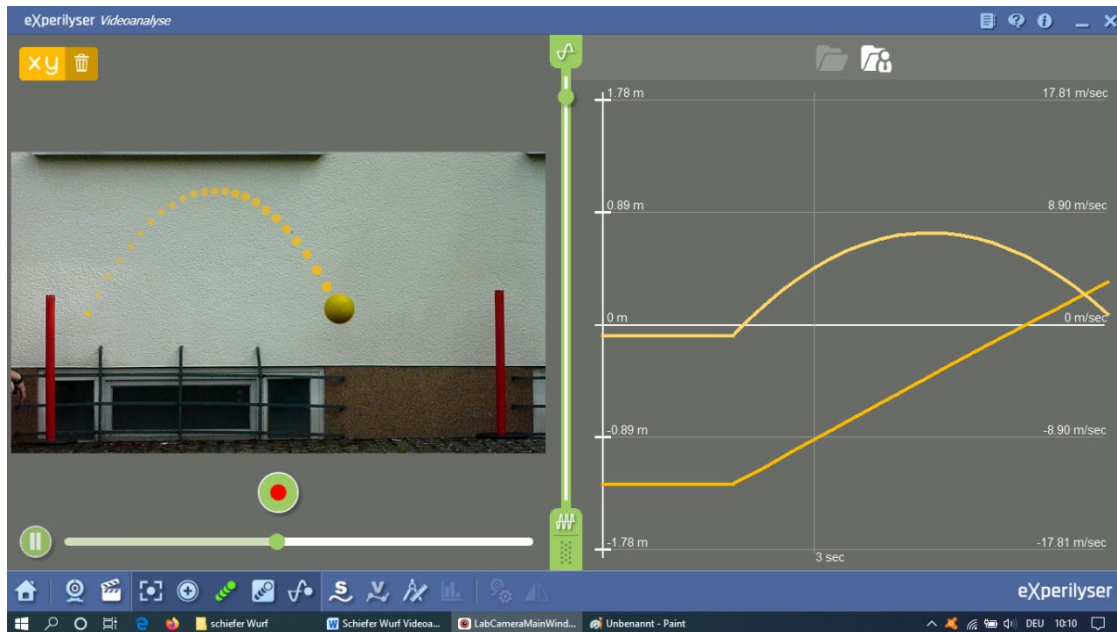 eXperilyser Videoanalyse
xy
1.78 m
17.81 m/sec
0.89 m
8.90 m/sec
0 m
0 m/sec
-0.89 m
-8.90 m/sec
-1.78 m
-17.81 m/sec
3 sec
eXperilyser
schiefer Wurf
Schiefer Wurf Videoa...
LabCameraMainWind...
Unbenannt - Paint
DEU
10:10